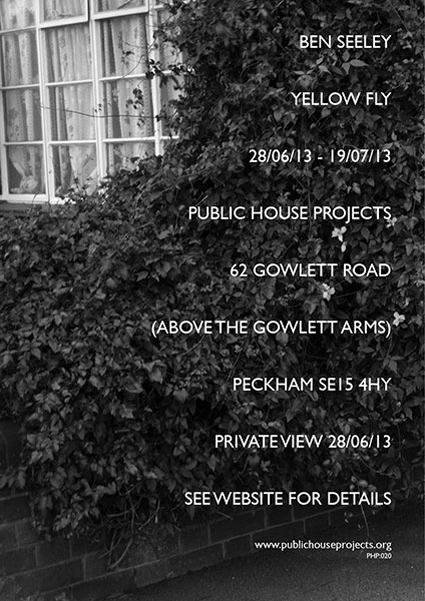 BEN SEELEY
YELLOW FLY
28/06/13 - 19/07/13
PUBLIC HOUSE PROJECTS
62 GOWLETT ROAD
(ABOVE THE GOWLETT ARMS)
PECKHAM SE15 4HY
PRIVATE VIEW 28/06/13
SEE WEBSITE FOR DETAILS
www.publichouseprojects.org
PHP:020